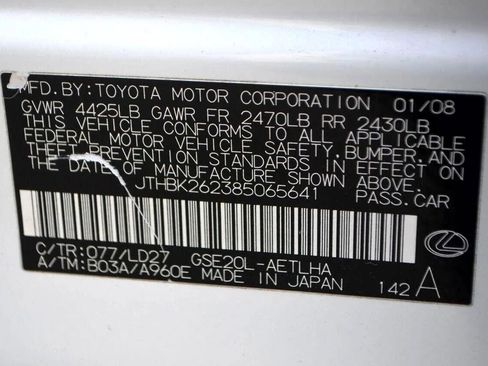 MFD. BY: TOYOTA MOTOR CORPORATION 01/08
GVWR 4425LB GAWR FR 2470LB RR 2430LB
THIS VEHICLE CONFORMS TO ALL APPLICABLE
FEDERAL MOTOR VEHICLE SAFETY, BUMPER, AND
THEFT PREVENTION STANDARDS IN EFFECT ON
THE DATE OF MANUFACTURE SHOWN ABOVE.
JTHBK262385065641 PASS. CAR
C/TR: 077/LD27 GSE20L-AETLHA
A/TM: B03A/A960E MADE IN JAPAN 142 A